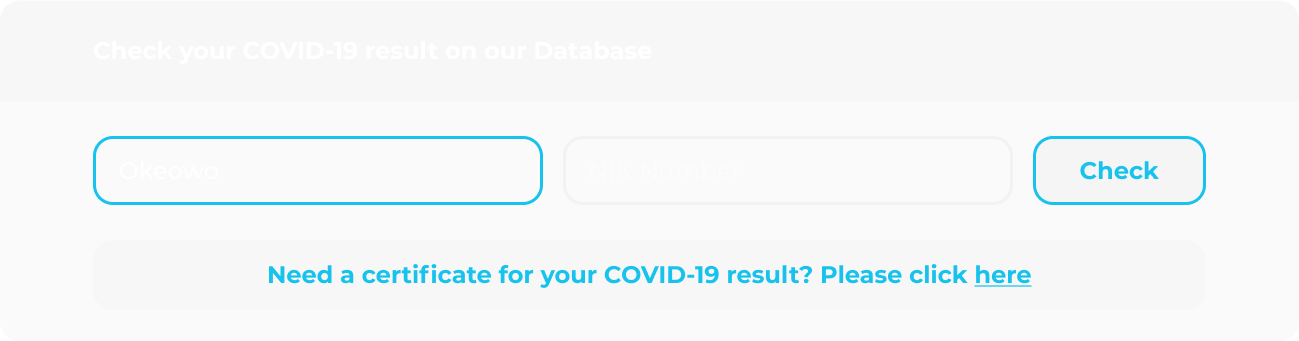 Check your COVID-19 result on our Database
Okeowo
Number
Check
Need a certificate for your COVID-19 result? Please click here